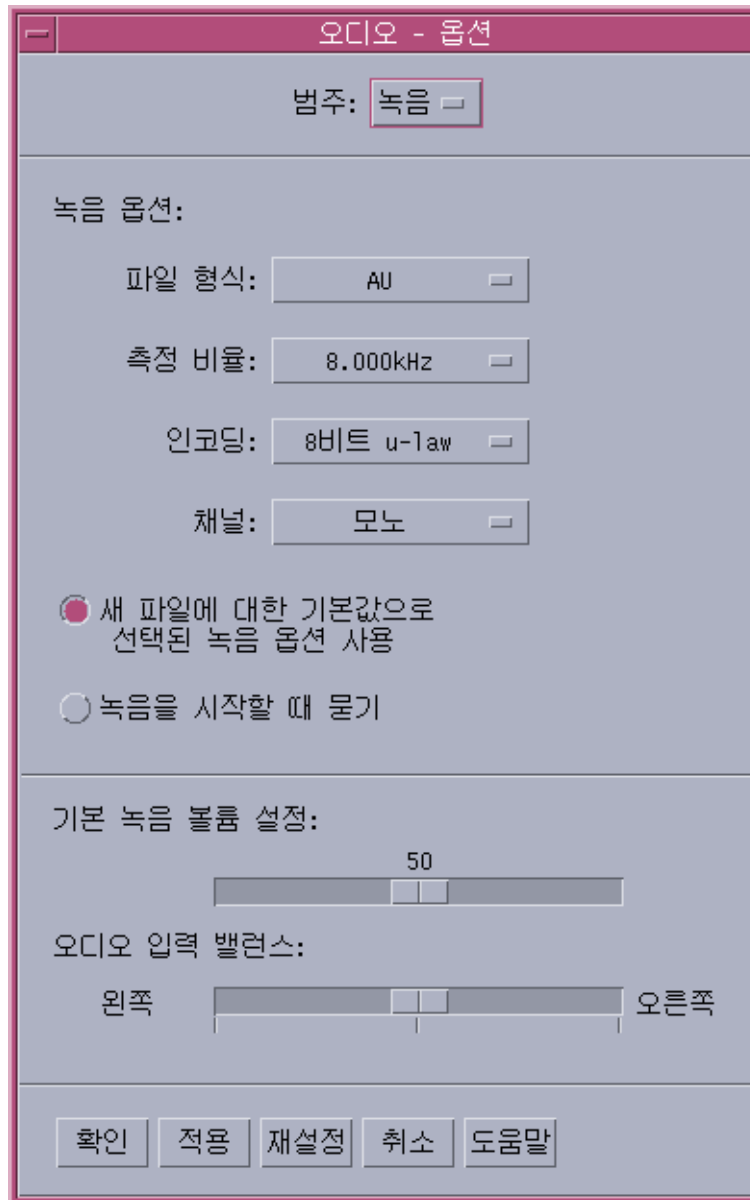 오디오 - 옵션
범주: 녹음
녹음 옵션:
파일 형식: AU
측정 비율: 8.000kHz
인코딩: 8비트 u-law
채널: 모노
새 파일에 대한 기본값으로
선택된 녹음 옵션 사용
녹음을 시작할 때 묻기
기본 녹음 볼륨 설정:
50
오디오 입력 밸런스:
왼쪽 오른쪽
확인 적용 재설정 취소 도움말